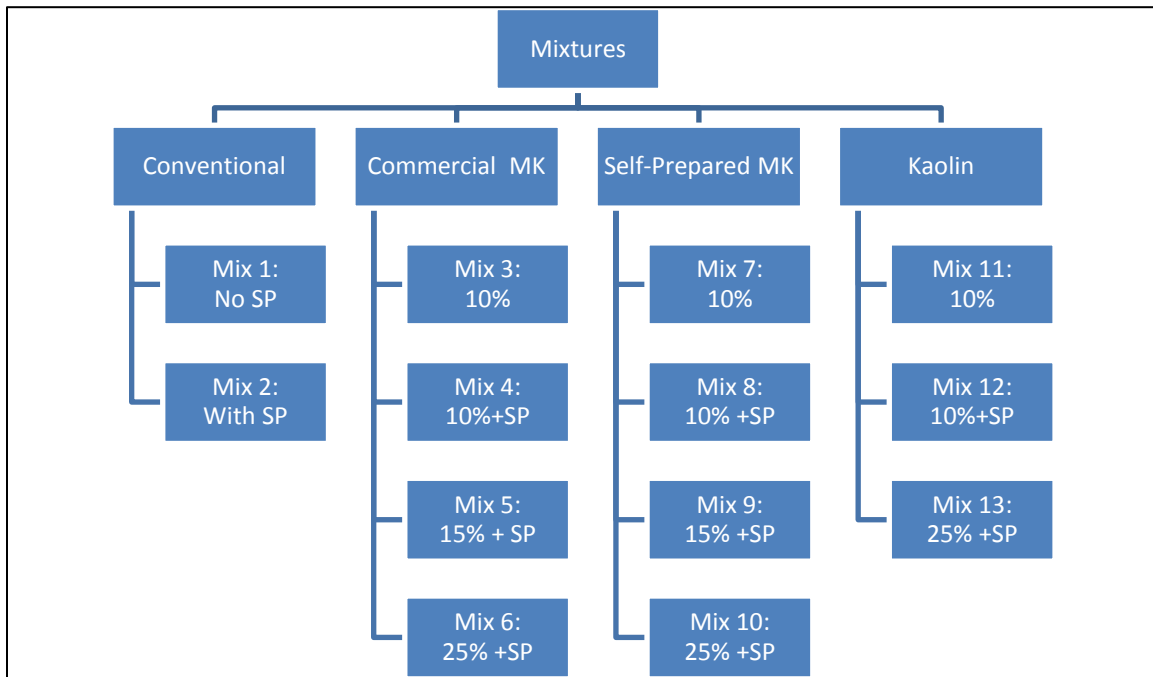 Mixtures
Conventional
Commercial MK
Self-Prepared MK
Kaolin
Mix 1:
No SP
Mix 2:
With SP
Mix 3:
10%
Mix 4:
10%+SP
Mix 5:
15% + SP
Mix 6:
25% +SP
Mix 7:
10%
Mix 8:
10% +SP
Mix 9:
15% +SP
Mix 10:
25% +SP
Mix 11:
10%
Mix 12:
10%+SP
Mix 13:
25% +SP